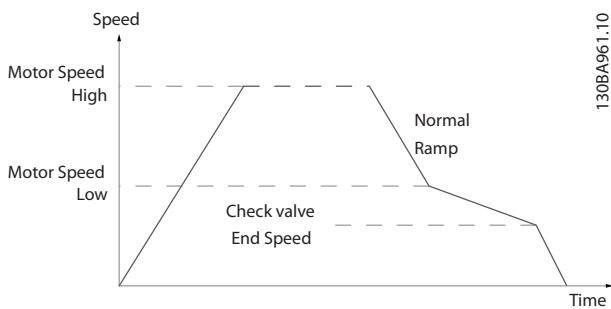 Speed
Motor Speed
High
Motor Speed
Low
Normal
Ramp
Check valve
End Speed
Time
130BA961.10